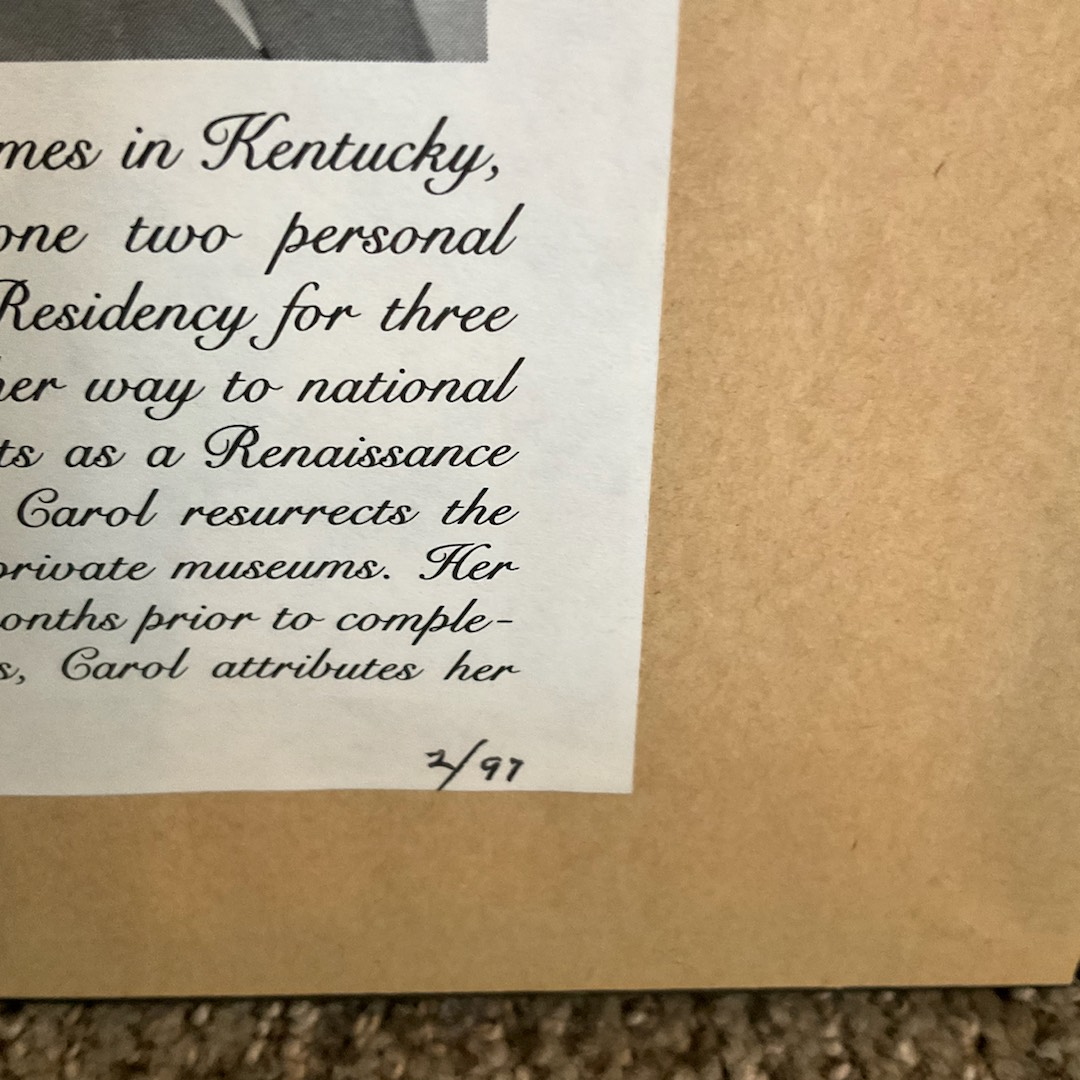 mes in Kentucky,
one two personal
Residency for three
her way to national
ts as a Renaissance
Carol resurrects the
private museums. Her
onths prior to comple-
s, Carol attributes her
2/97